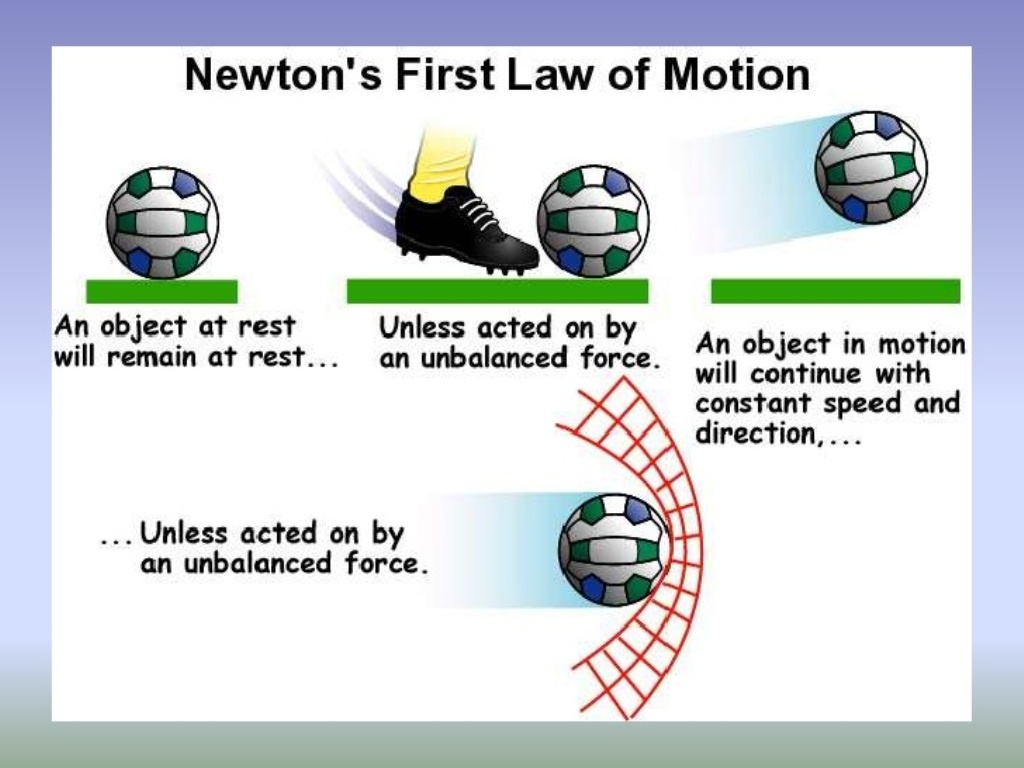 Newton's First Law of Motion
An object at rest
will remain at rest...
Unless acted on by
an unbalanced force.
An object in motion
will continue with
constant speed and
direction,...
...Unless acted on by
an unbalanced force.